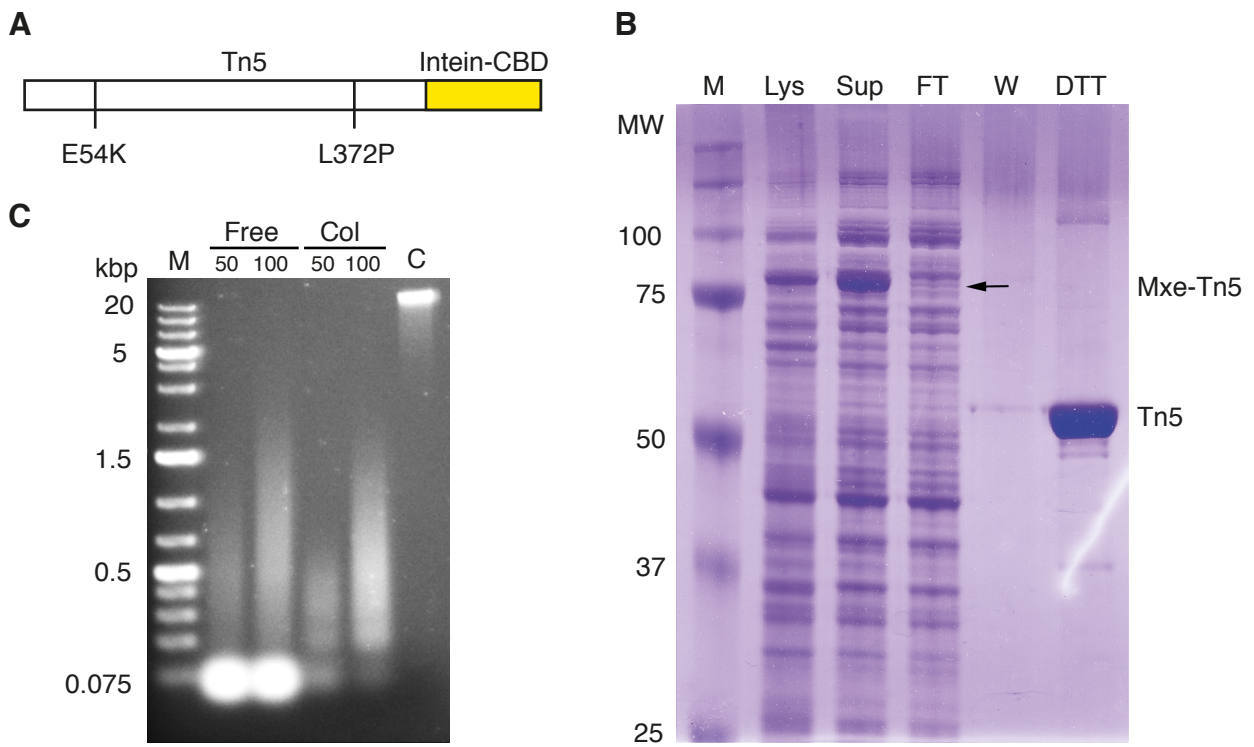 A
Tn5 Intein-CBD
E54K L372P
B
M Lys Sup FT W DTT
MW
100
75
50
37
25
Mxe-Tn5
Tn5
C
Free Col
kbp M 50 100 50 100 C
20
5
1.5
0.5
0.075